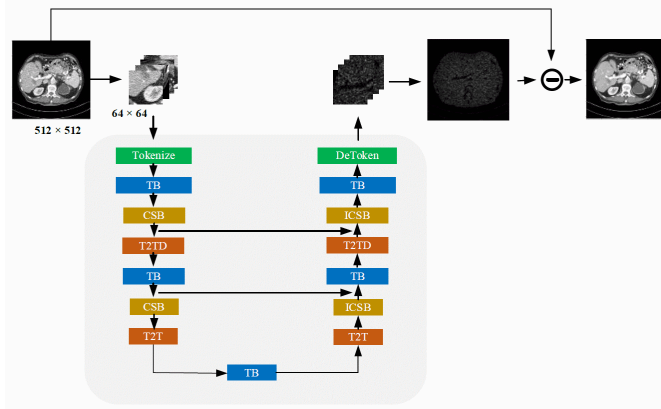 512 × 512
64 × 64
Tokenize
TB
CSB
T2TD
TB
CSB
T2T
TB
DeToken
TB
ICSB
T2TD
TB
ICSB
T2T